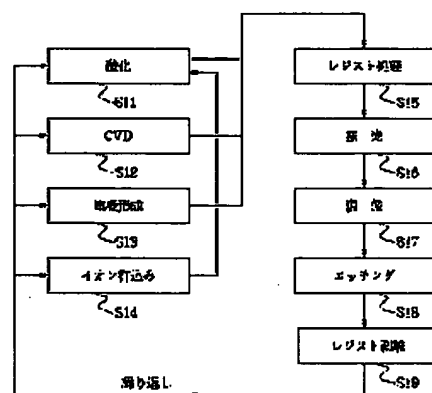 酸化
S11
CVD
S12
電極形成
S13
イオン打込み
S14
レジスト処理
S15
露光
S16
現像
S17
エッチング
S18
レジスト剥離
S19
繰り返し